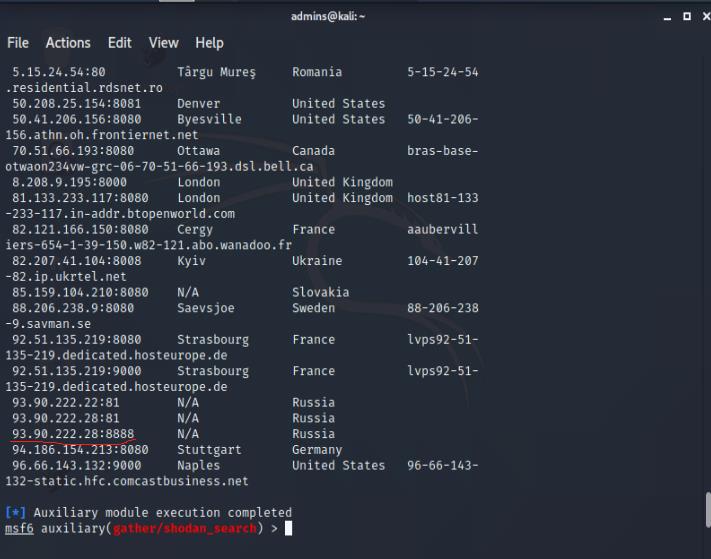 admins@kali: ~
File Actions Edit View Help
5.15.24.54:80 Târgu Mureş Romania 5-15-24-54
.residential.rdsnet.ro
50.208.25.154:8081 Denver United States
50.41.206.156:8080 Byesville United States 50-41-206-
156.athn.oh.frontiernet.net
70.51.66.193:8080 Ottawa Canada bras-base-
otwaon234vw-grc-06-70-51-66-193.dsl.bell.ca
8.208.9.195:8000 London United Kingdom
81.133.233.117:8080 London United Kingdom host81-133
-233-117.in-addr.btopenworld.com
82.121.166.150:8080 Cergy France aaubervill
iers-654-1-39-150.w82-121.abo.wanadoo.fr
82.207.41.104:8008 Kyiv Ukraine 104-41-207
-82.ip.ukrtel.net
85.159.104.210:8080 N/A Slovakia
88.206.238.9:8080 Saevsjoe Sweden 88-206-238
-9.savman.se
92.51.135.219:8080 Strasbourg France lvps92-51-
135-219.dedicated.hosteurope.de
92.51.135.219:9000 Strasbourg France lvps92-51-
135-219.dedicated.hosteurope.de
93.90.222.22:81 N/A Russia
93.90.222.28:81 N/A Russia
93.90.222.28:8888 N/A Russia
94.186.154.213:8080 Stuttgart Germany
96.66.143.132:9000 Naples United States 96-66-143-
132-static.hfc.comcastbusiness.net
[*] Auxiliary module execution completed
msf6 auxiliary(gather/shodan_search) >